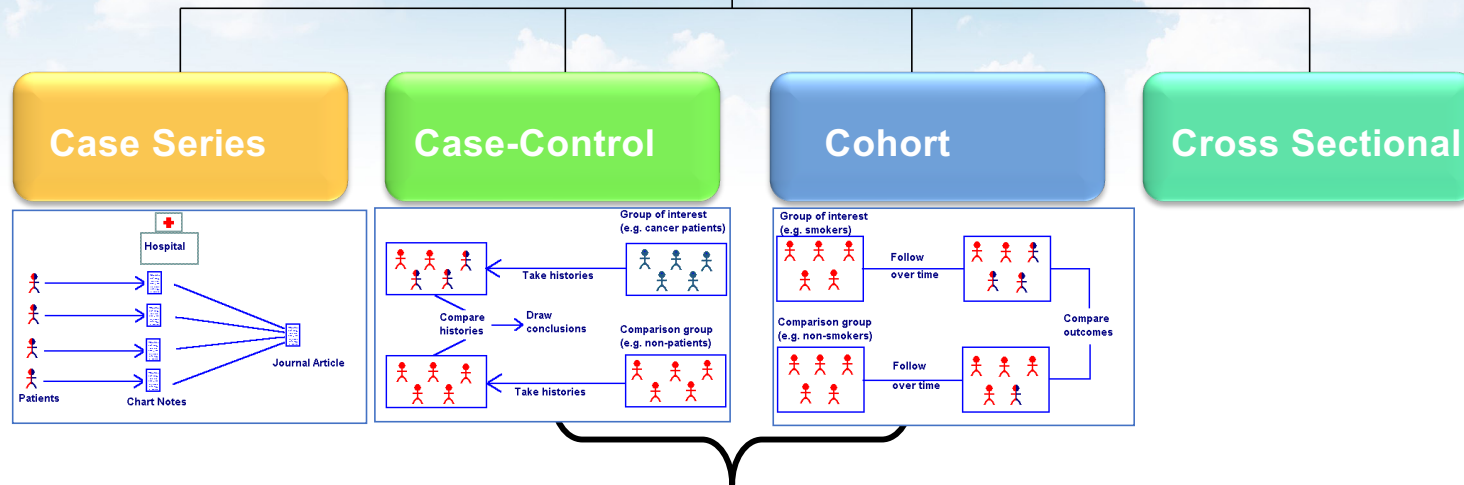 Case Series
Case-Control
Cohort
Cross Sectional
Hospital
Patients
Chart Notes
Journal Article
Group of interest
(e.g. cancer patients)
Take histories
Compare
histories
Draw
conclusions
Comparison group
(e.g. non-patients)
Take histories
Group of interest
(e.g. smokers)
Follow
over time
Compare
outcomes
Comparison group
(e.g. non-smokers)
Follow
over time